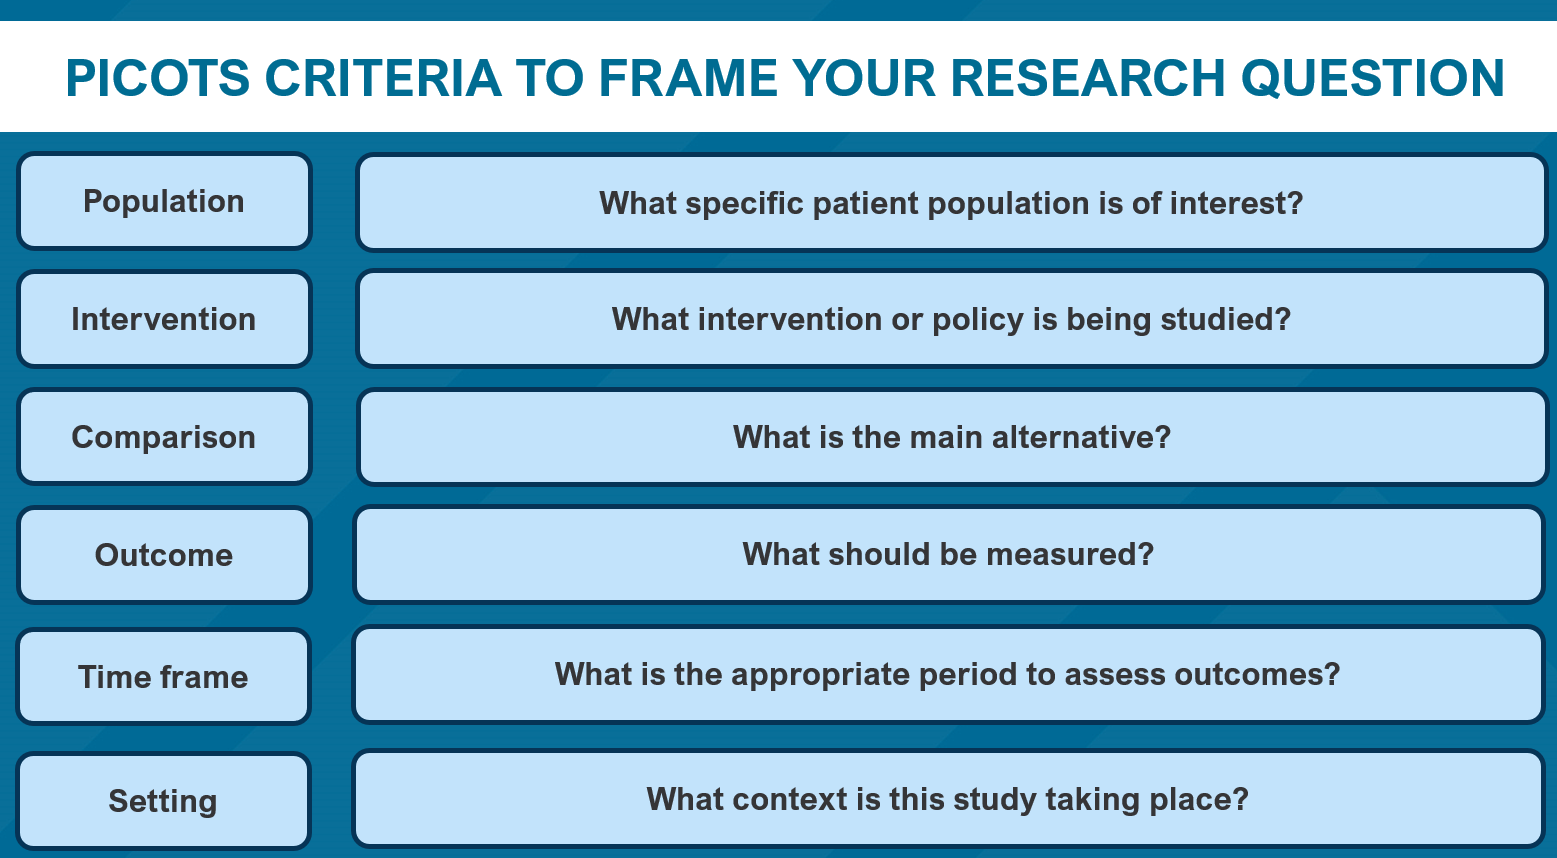 PICOTS CRITERIA TO FRAME YOUR RESEARCH QUESTION
Population
What specific patient population is of interest?
Intervention
What intervention or policy is being studied?
Comparison
What is the main alternative?
Outcome
What should be measured?
Time frame
What is the appropriate period to assess outcomes?
Setting
What context is this study taking place?